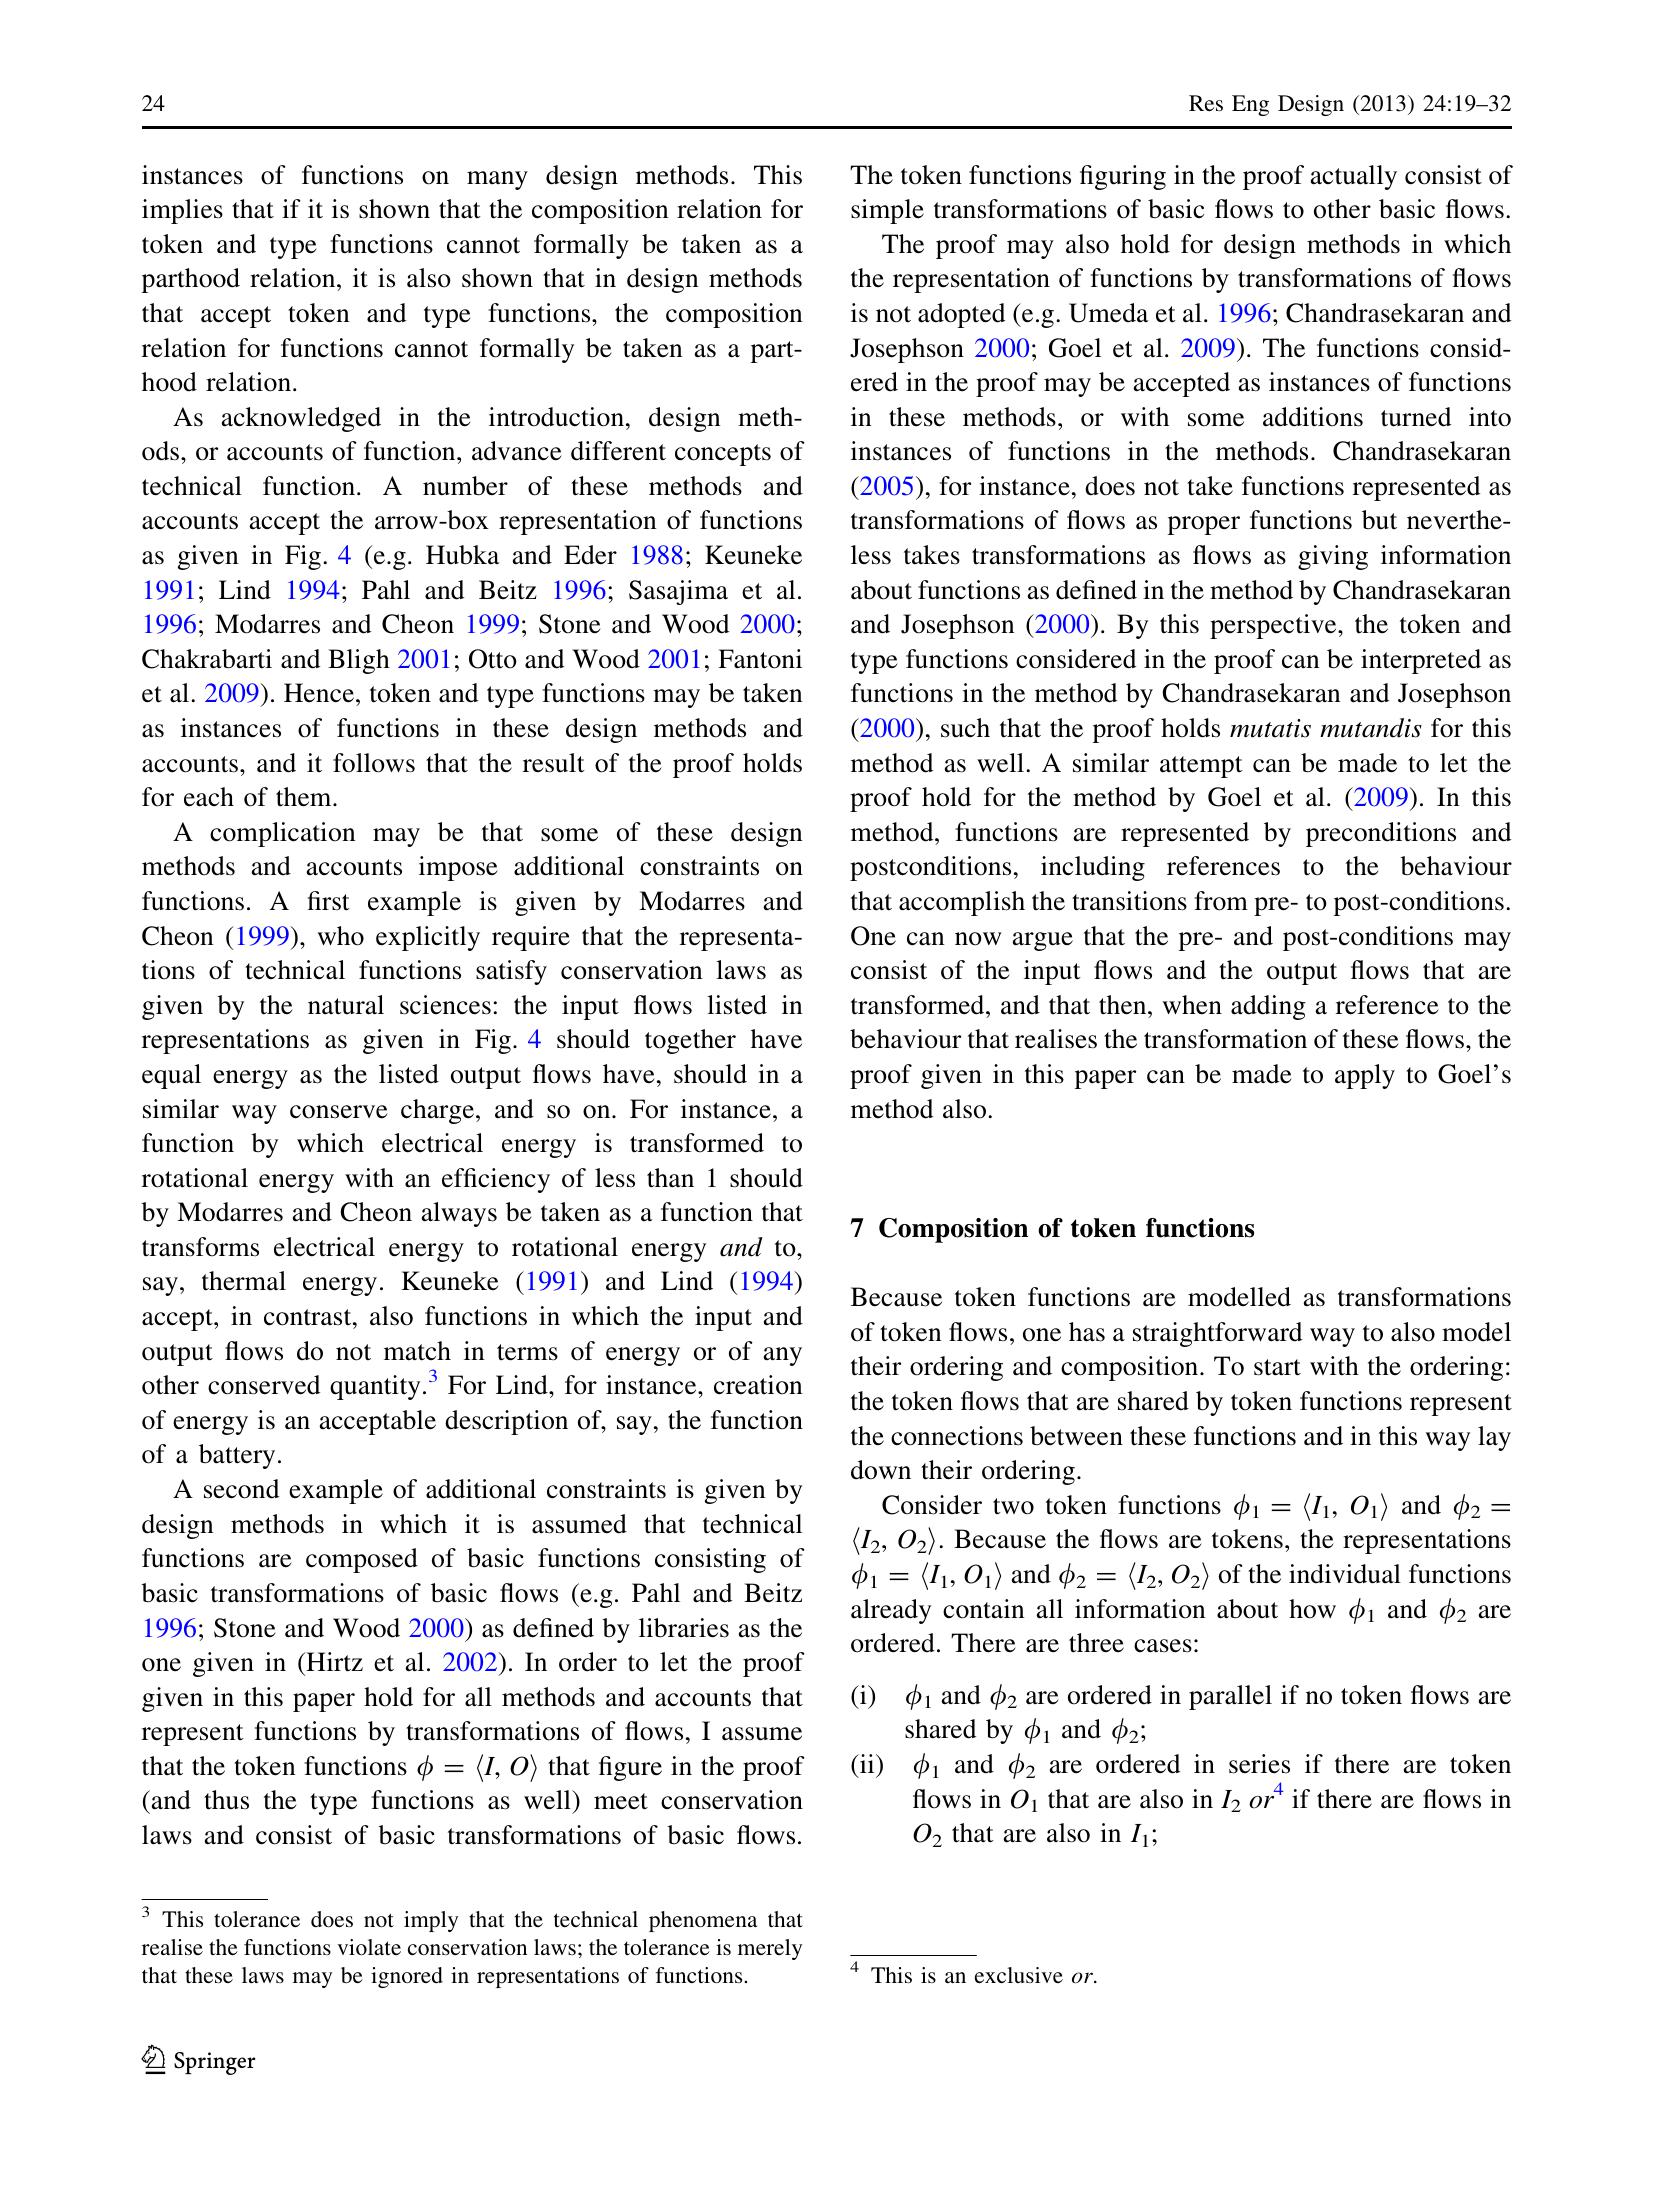 24
Res Eng Design (2013) 24:19–32
instances of functions on many design methods. This
implies that if it is shown that the composition relation for
token and type functions cannot formally be taken as a
parthood relation, it is also shown that in design methods
that accept token and type functions, the composition
relation for functions cannot formally be taken as a part-
hood relation.
As acknowledged in the introduction, design meth-
ods, or accounts of function, advance different concepts of
technical function. A number of these methods and
accounts accept the arrow-box representation of functions
as given in Fig. 4 (e.g. Hubka and Eder 1988; Keuneke
1991; Lind 1994; Pahl and Beitz 1996; Sasajima et al.
1996; Modarres and Cheon 1999; Stone and Wood 2000;
Chakrabarti and Bligh 2001; Otto and Wood 2001; Fantoni
et al. 2009). Hence, token and type functions may be taken
as instances of functions in these design methods and
accounts, and it follows that the result of the proof holds
for each of them.
A complication may be that some of these design
methods and accounts impose additional constraints on
functions. A first example is given by Modarres and
Cheon (1999), who explicitly require that the representa-
tions of technical functions satisfy conservation laws as
given by the natural sciences: the input flows listed in
representations as given in Fig. 4 should together have
equal energy as the listed output flows have, should in a
similar way conserve charge, and so on. For instance, a
function by which electrical energy is transformed to
rotational energy with an efficiency of less than 1 should
by Modarres and Cheon always be taken as a function that
transforms electrical energy to rotational energy and to,
say, thermal energy. Keuneke (1991) and Lind (1994)
accept, in contrast, also functions in which the input and
output flows do not match in terms of energy or of any
other conserved quantity.3 For Lind, for instance, creation
of energy is an acceptable description of, say, the function
of a battery.
A second example of additional constraints is given by
design methods in which it is assumed that technical
functions are composed of basic functions consisting of
basic transformations of basic flows (e.g. Pahl and Beitz
1996; Stone and Wood 2000) as defined by libraries as the
one given in (Hirtz et al. 2002). In order to let the proof
given in this paper hold for all methods and accounts that
represent functions by transformations of flows, I assume
that the token functions ϕ = ⟨I, O⟩ that figure in the proof
(and thus the type functions as well) meet conservation
laws and consist of basic transformations of basic flows.
3 This tolerance does not imply that the technical phenomena that
realise the functions violate conservation laws; the tolerance is merely
that these laws may be ignored in representations of functions.
The token functions figuring in the proof actually consist of
simple transformations of basic flows to other basic flows.
The proof may also hold for design methods in which
the representation of functions by transformations of flows
is not adopted (e.g. Umeda et al. 1996; Chandrasekaran and
Josephson 2000; Goel et al. 2009). The functions consid-
ered in the proof may be accepted as instances of functions
in these methods, or with some additions turned into
instances of functions in the methods. Chandrasekaran
(2005), for instance, does not take functions represented as
transformations of flows as proper functions but neverthe-
less takes transformations as flows as giving information
about functions as defined in the method by Chandrasekaran
and Josephson (2000). By this perspective, the token and
type functions considered in the proof can be interpreted as
functions in the method by Chandrasekaran and Josephson
(2000), such that the proof holds mutatis mutandis for this
method as well. A similar attempt can be made to let the
proof hold for the method by Goel et al. (2009). In this
method, functions are represented by preconditions and
postconditions, including references to the behaviour
that accomplish the transitions from pre- to post-conditions.
One can now argue that the pre- and post-conditions may
consist of the input flows and the output flows that are
transformed, and that then, when adding a reference to the
behaviour that realises the transformation of these flows, the
proof given in this paper can be made to apply to Goel's
method also.
7 Composition of token functions
Because token functions are modelled as transformations
of token flows, one has a straightforward way to also model
their ordering and composition. To start with the ordering:
the token flows that are shared by token functions represent
the connections between these functions and in this way lay
down their ordering.
Consider two token functions ϕ1 = ⟨I1, O1⟩ and ϕ2 =
⟨I2, O2⟩. Because the flows are tokens, the representations
ϕ1 = ⟨I1, O1⟩ and ϕ2 = ⟨I2, O2⟩ of the individual functions
already contain all information about how ϕ1 and ϕ2 are
ordered. There are three cases:
(i) ϕ1 and ϕ2 are ordered in parallel if no token flows are
shared by ϕ1 and ϕ2;
(ii) ϕ1 and ϕ2 are ordered in series if there are token
flows in O1 that are also in I2 or4 if there are flows in
O2 that are also in I1;
4 This is an exclusive or.
Springer